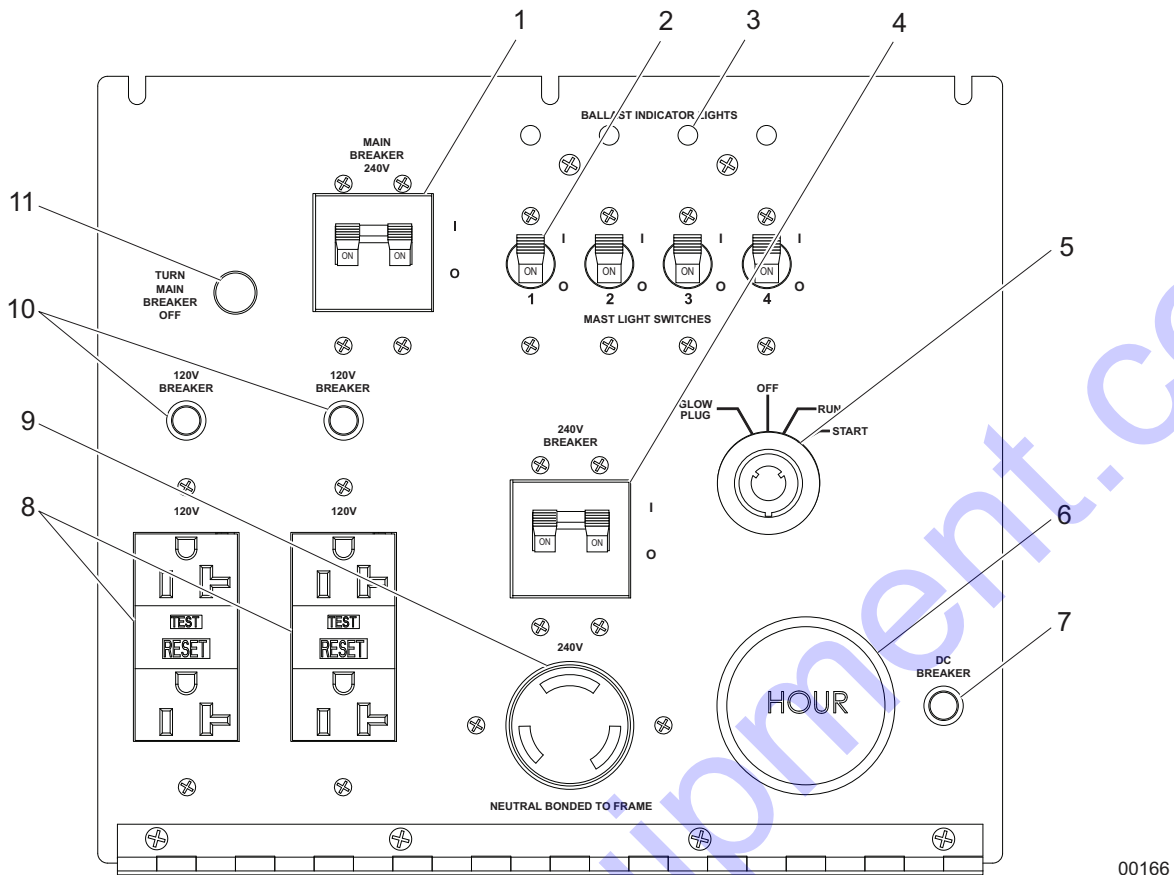 1
2
3
4
BALLAST INDICATOR LIGHTS
MAIN
BREAKER
240V
I
O
ON
ON
I
O
ON
1
I
O
ON
2
I
O
ON
3
I
O
ON
4
MAST LIGHT SWITCHES
11
TURN
MAIN
BREAKER
OFF
10
120V
BREAKER
120V
BREAKER
GLOW
PLUG
OFF
RUN
START
5
9
240V
BREAKER
I
O
ON
ON
6
8
120V
120V
TEST
RESET
TEST
RESET
7
DC
BREAKER
HOUR
240V
NEUTRAL BONDED TO FRAME
00166